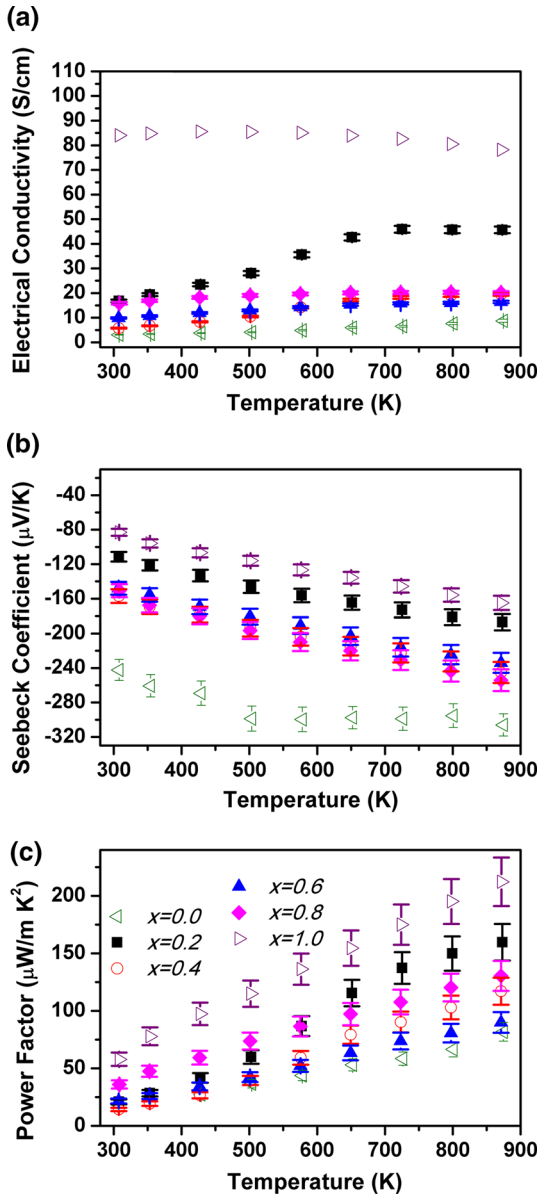 (a)
Electrical Conductivity (S/cm)
110
100
90
80
70
60
50
40
30
20
10
0
300 400 500 600 700 800 900
Temperature (K)
(b)
Seebeck Coefficient (μV/K)
-40
-80
-120
-160
-200
-240
-280
-320
300 400 500 600 700 800 900
Temperature (K)
(c)
Power Factor (μW/m K²)
200
150
100
50
0
x=0.0
x=0.2
x=0.4
x=0.6
x=0.8
x=1.0
300 400 500 600 700 800 900
Temperature (K)